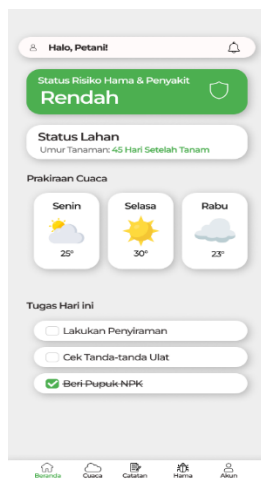 Halo, Petani!
Status Risiko Hama & Penyakit
Rendah
Status Lahan
Umur Tanaman: 45 Hari Setelah Tanam
Prakiraan Cuaca
Senin Selasa Rabu
25° 30° 23°
Tugas Hari ini
Lakukan Penyiraman
Cek Tanda-tanda Ulat
Beri Pupuk NPK
Beranda Cuaca Catatan Hama Akun